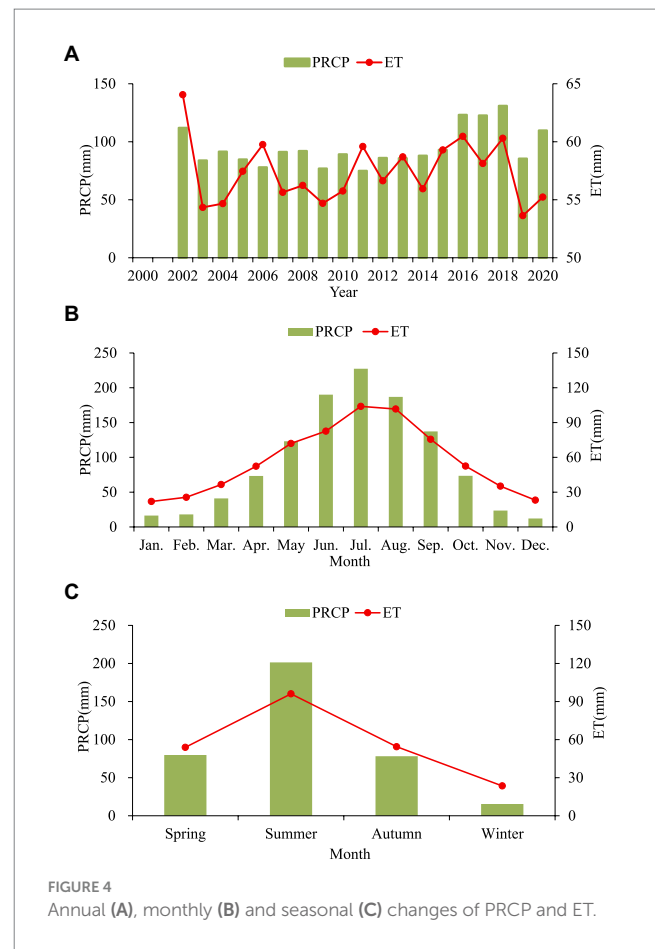 A
PRCP ET
150 65
100 60
50 55
0 50
PRCP(mm)
ET(mm)
2000 2002 2004 2006 2008 2010 2012 2014 2016 2018 2020
Year
B
PRCP ET
250 150
200 120
150 90
100 60
50 30
0 0
PRCP(mm)
ET(mm)
Jan. Feb. Mar. Apr. May Jun. Jul. Aug. Sep. Oct. Nov. Dec.
Month
C
PRCP ET
250 150
200 120
150 90
100 60
50 30
0 0
PRCP(mm)
ET(mm)
Spring Summer Autumn Winter
Month
FIGURE 4
Annual (A), monthly (B) and seasonal (C) changes of PRCP and ET.